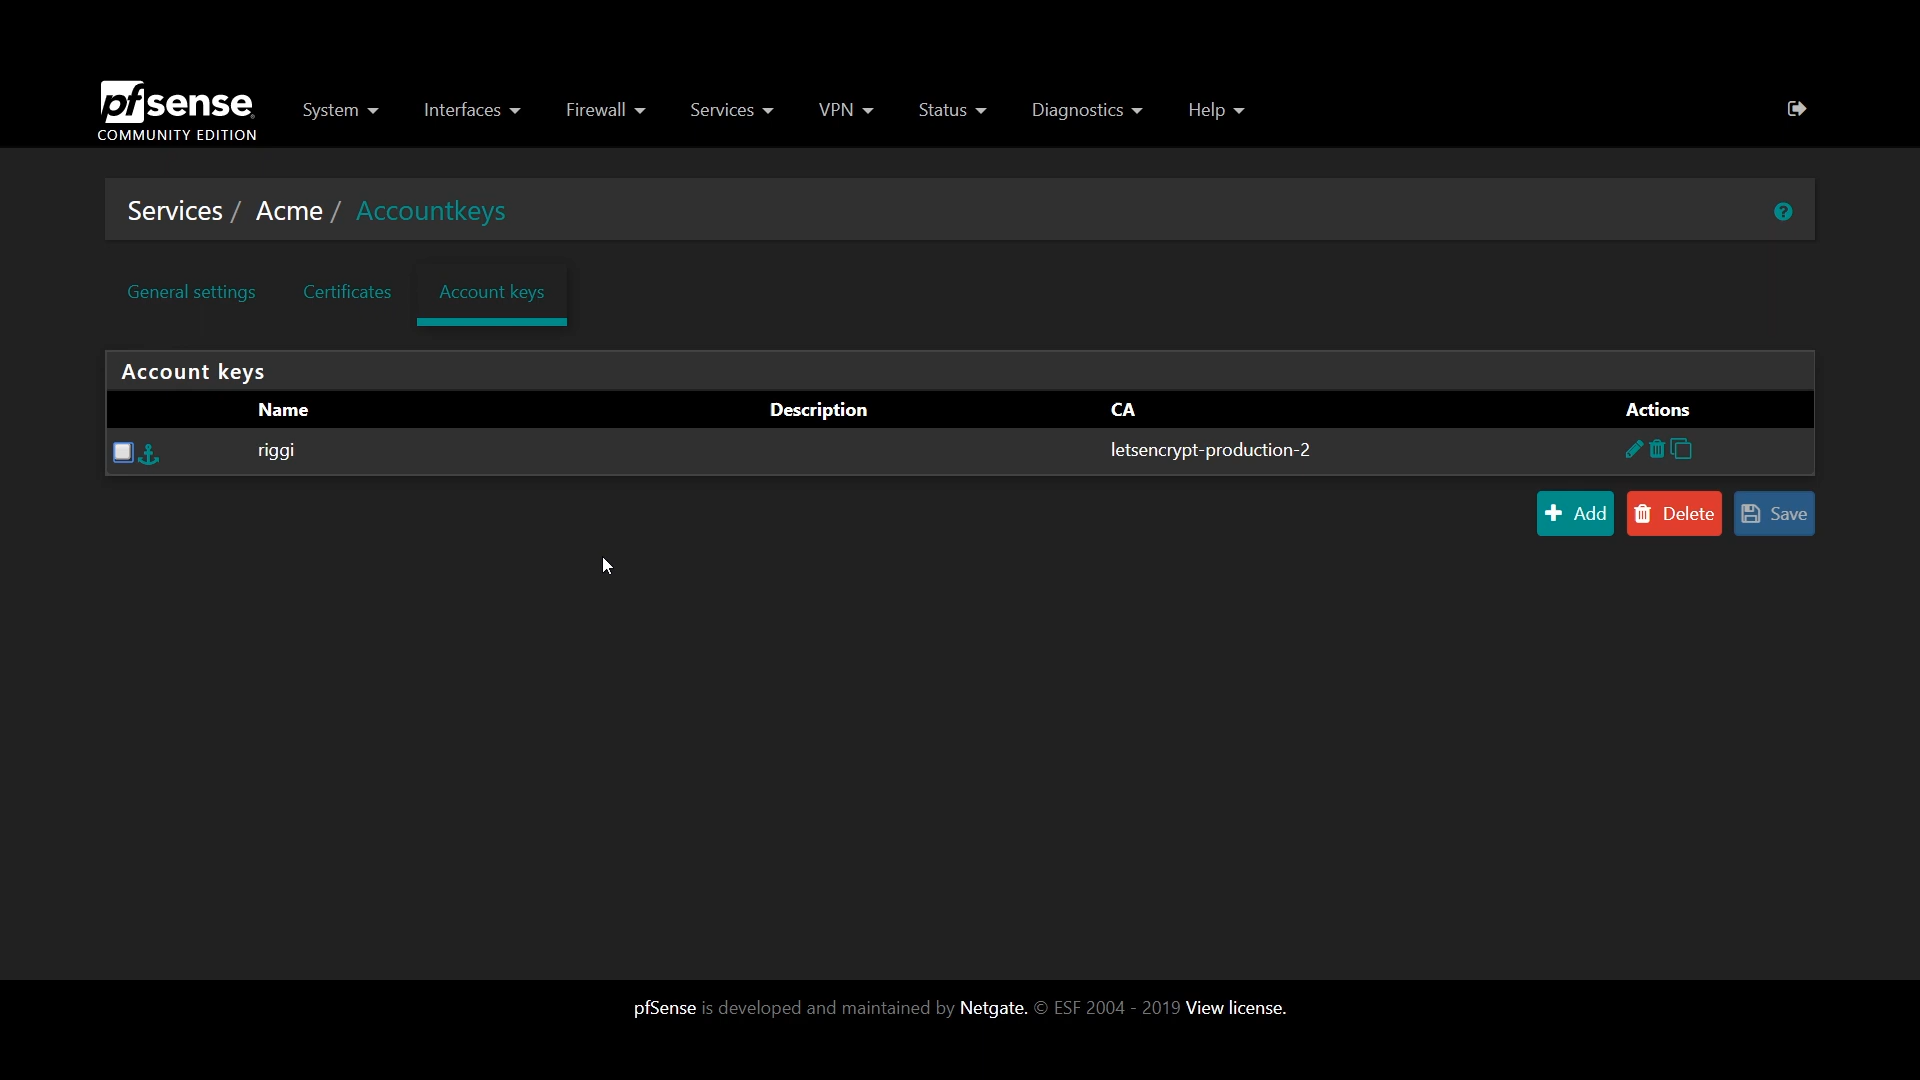 pfsense
COMMUNITY EDITION
System Interfaces Firewall Services VPN Status Diagnostics Help
Services / Acme / Accountkeys
General settings Certificates Account keys
Account keys
Name Description CA Actions
riggi letsencrypt-production-2
Add Delete Save
pfSense is developed and maintained by Netgate. © ESF 2004 - 2019 View license.